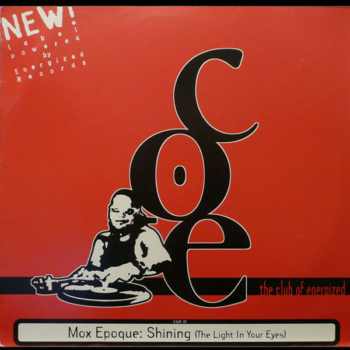 NEW!
label
powered
by
Energized
Records
coe
the club of energized
Mox Epoque: Shining (The Light In Your Eyes)